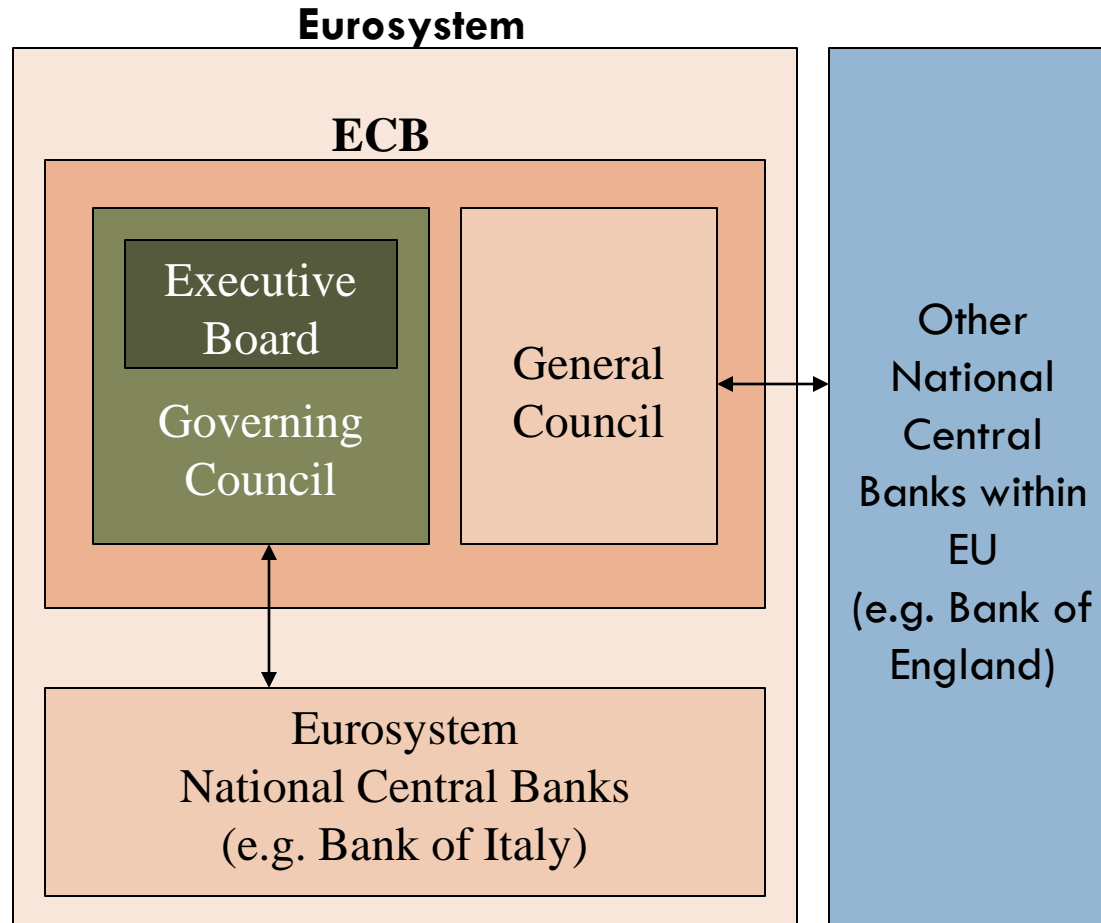 Eurosystem
ECB
Executive
Board
Governing
Council
General
Council
Eurosystem
National Central Banks
(e.g. Bank of Italy)
Other
National
Central
Banks within
EU
(e.g. Bank of
England)